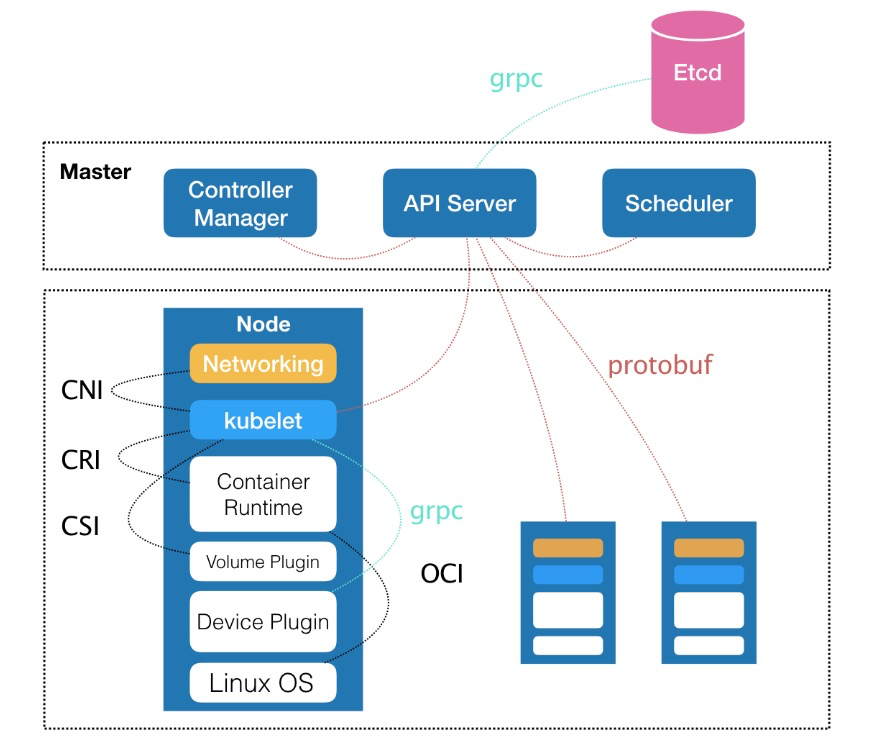 Etcd
grpc
Master
Controller
Manager
API Server
Scheduler
Node
Networking
protobuf
CNI
kubelet
CRI
Container
Runtime
grpc
CSI
Volume Plugin
OCI
Device Plugin
Linux OS